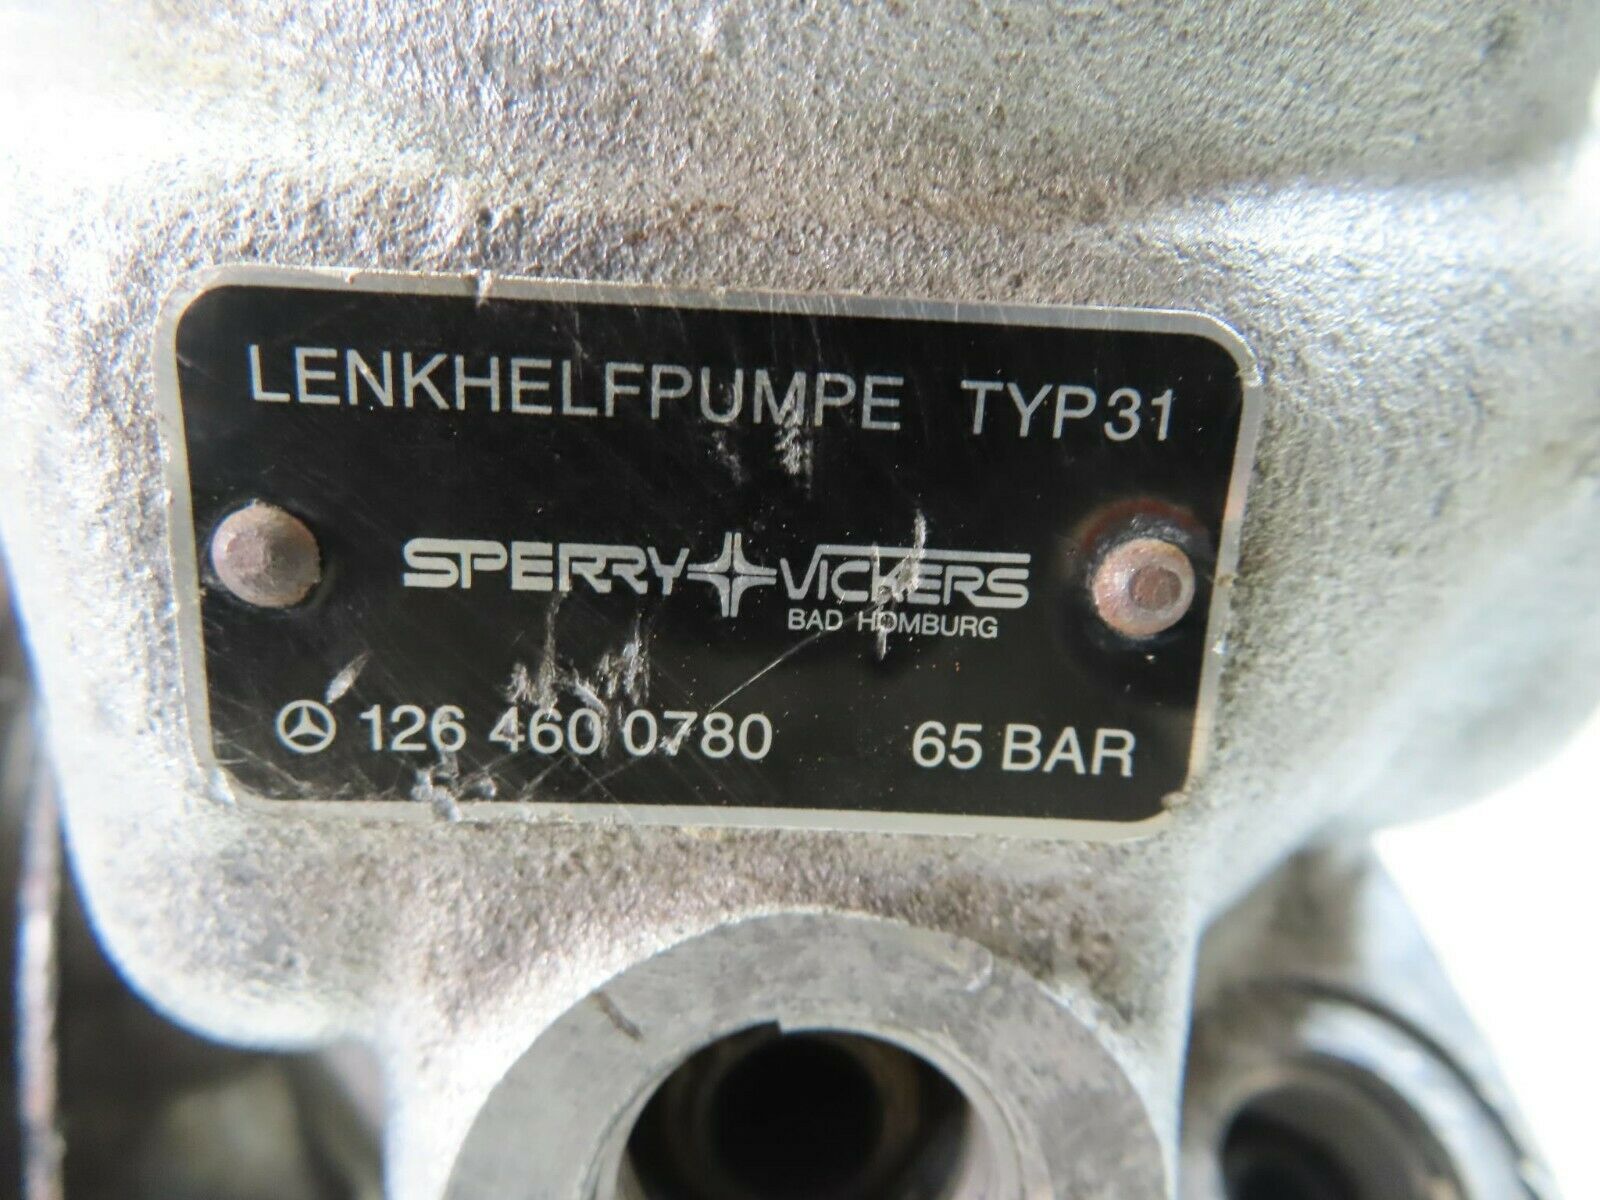 LENKHELFPUMPE TYP31
SPERRY VICKERS
BAD HOMBURG
126 460 0780 65 BAR